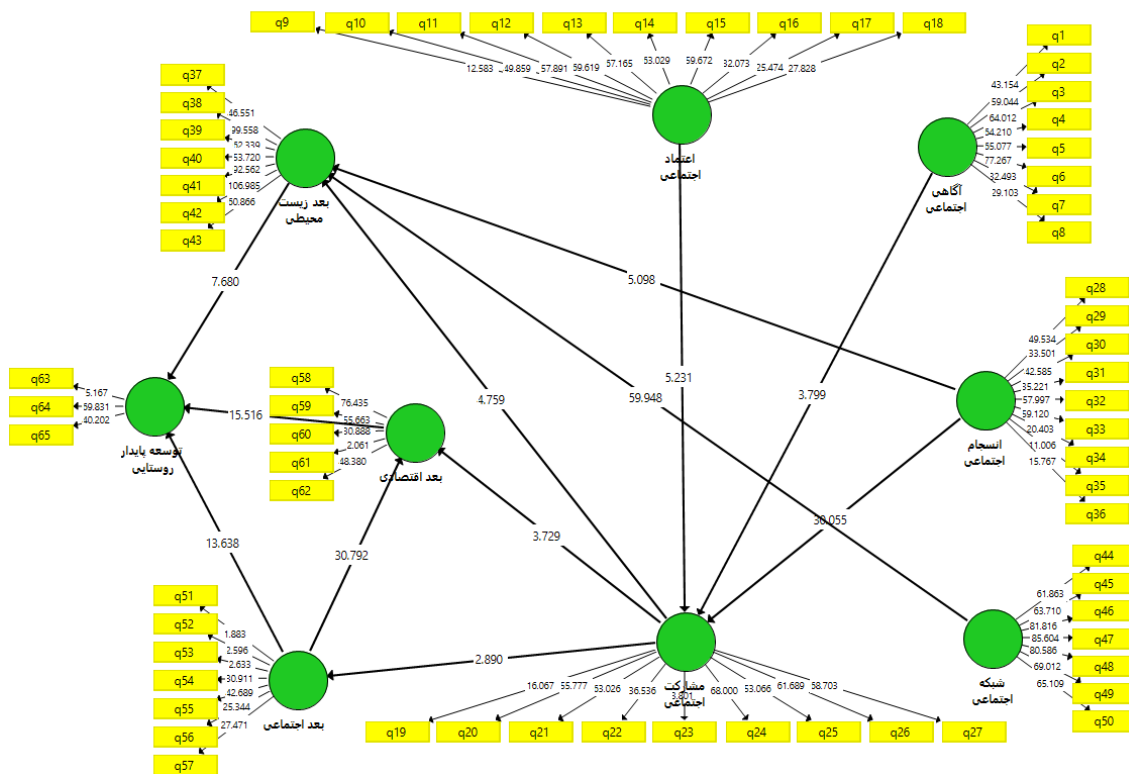 q9
q10
q11
q12
q13
q14
q15
q16
q17
q18
12.583
49.859
57.891
59.619
57.165
53.029
59.672
32.073
25.474
27.828
اعتماد
اجتماعی
q1
q2
q3
q4
q5
q6
q7
q8
43.154
59.044
64.012
54.210
55.077
77.267
32.493
29.103
آگاهی
اجتماعی
q37
q38
q39
q40
q41
q42
q43
46.551
99.558
52.339
53.720
92.562
106.985
50.866
بعد زیست
محیطی
7.680
5.098
5.231
3.799
4.759
59.948
q28
q29
q30
q31
q32
q33
q34
q35
q36
49.534
33.501
42.585
35.221
57.997
59.120
20.403
11.006
15.767
انسجام
اجتماعی
q63
q64
q65
5.167
59.831
40.202
توسعه پایدار
روستایی
15.516
q58
q59
q60
q61
q62
76.435
55.663
30.888
2.061
48.380
بعد اقتصادی
30.055
3.729
13.638
30.792
2.890
q44
q45
q46
q47
q48
q49
q50
61.863
63.710
81.816
85.604
80.586
69.012
65.109
شبکه
اجتماعی
q51
q52
q53
q54
q55
q56
q57
1.883
2.596
2.633
30.911
42.689
25.344
27.471
بعد اجتماعی
مشارکت
اجتماعی
16.067
55.777
53.026
36.536
3.801
68.000
53.066
61.689
58.703
q19
q20
q21
q22
q23
q24
q25
q26
q27